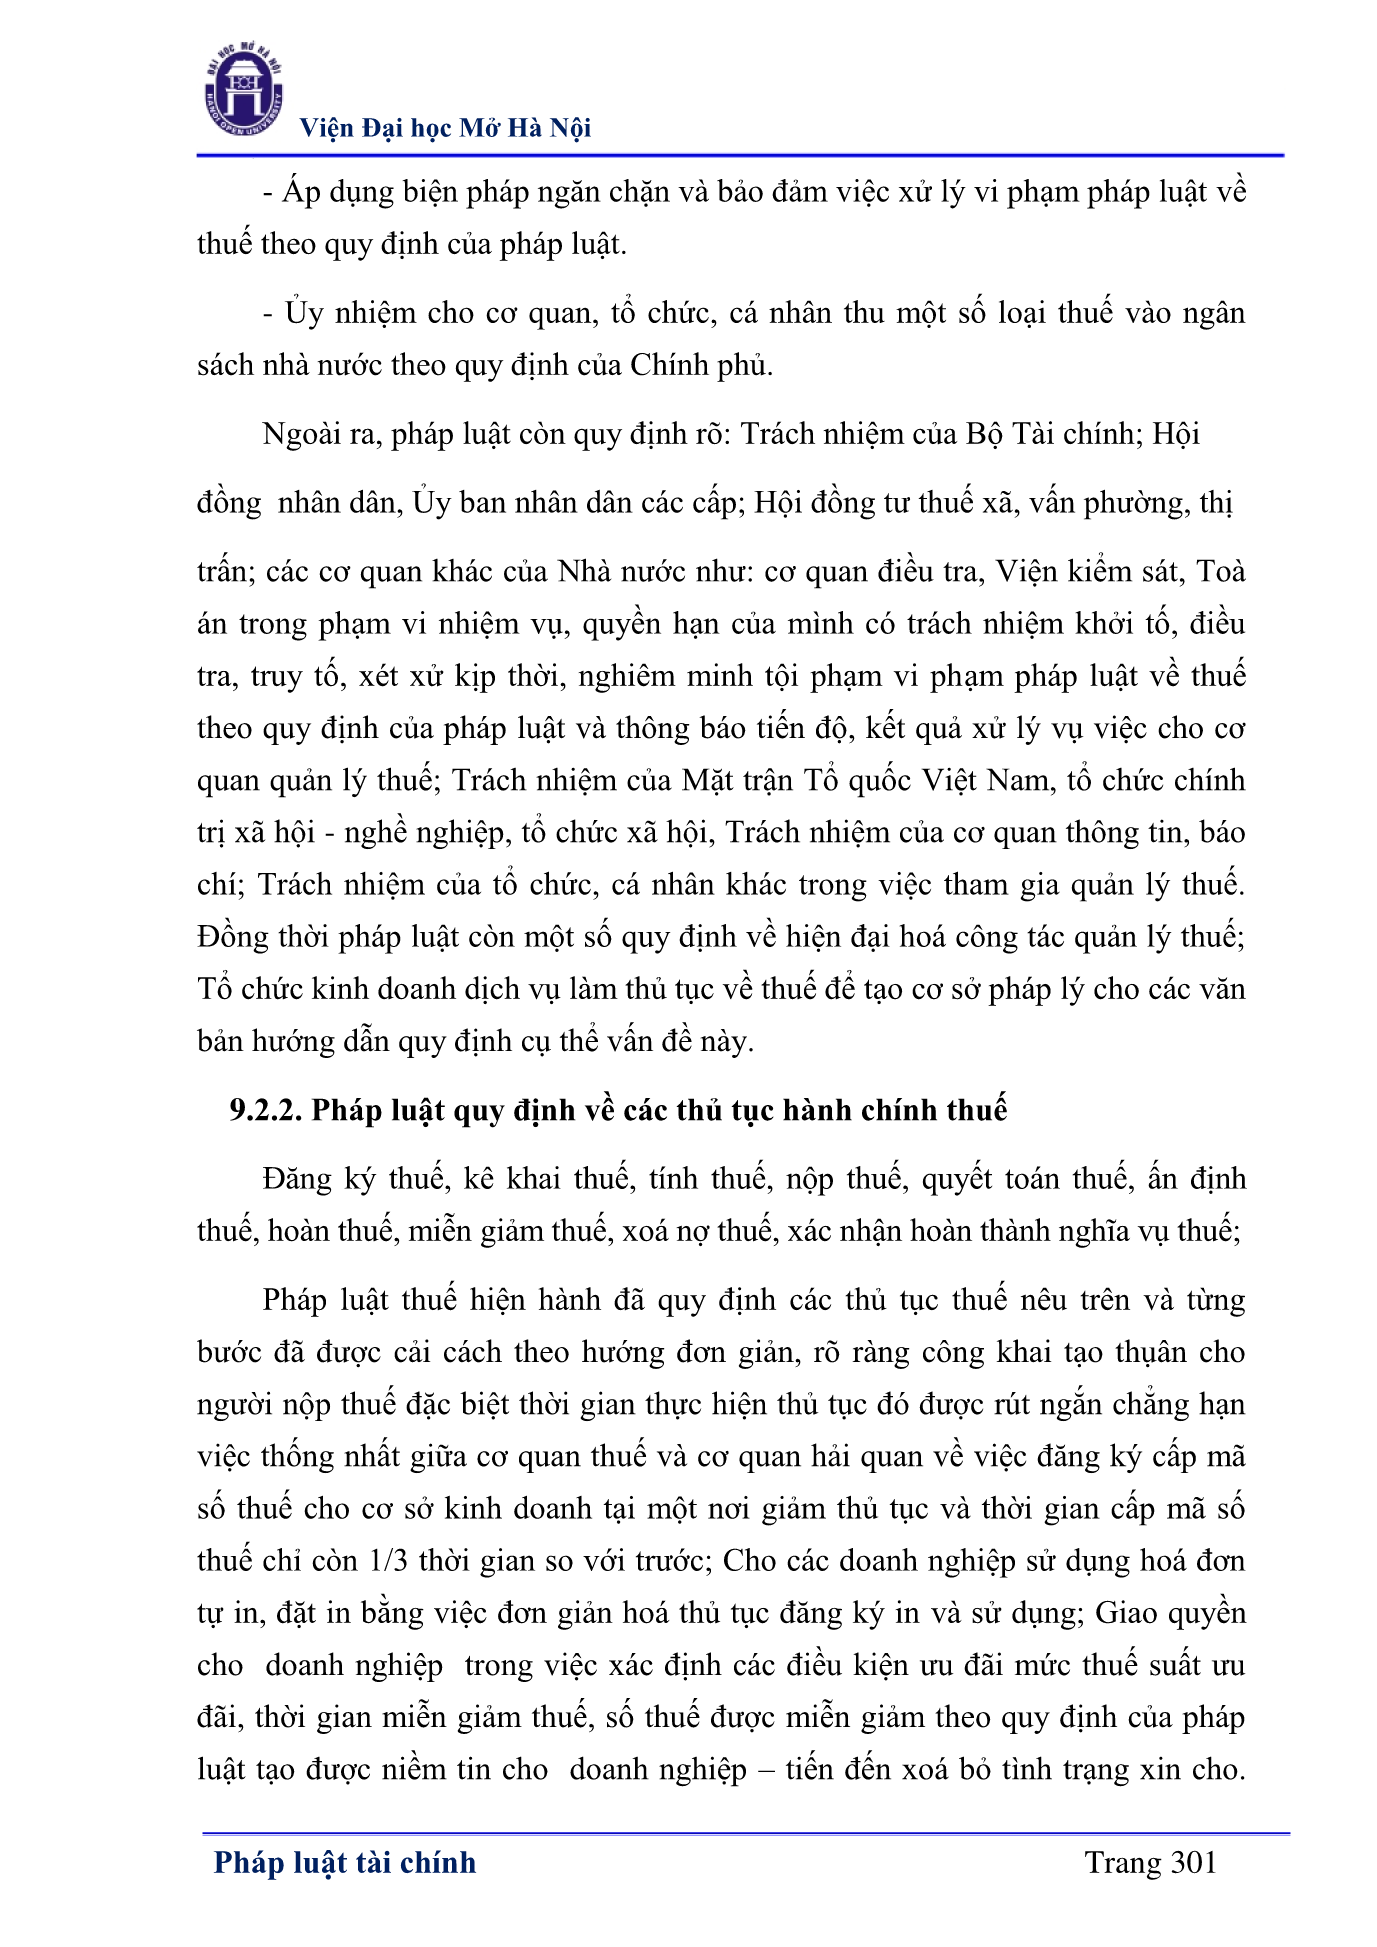 ĐẠI HỌC MỞ HÀ NỘI
HANOI OPEN UNIVERSITY
Viện Đại học Mở Hà Nội
- Áp dụng biện pháp ngăn chặn và bảo đảm việc xử lý vi phạm pháp luật về
thuế theo quy định của pháp luật.
- Ủy nhiệm cho cơ quan, tổ chức, cá nhân thu một số loại thuế vào ngân
sách nhà nước theo quy định của Chính phủ.
Ngoài ra, pháp luật còn quy định rõ: Trách nhiệm của Bộ Tài chính; Hội
đồng nhân dân, Ủy ban nhân dân các cấp; Hội đồng tư thuế xã, vấn phường, thị
trấn; các cơ quan khác của Nhà nước như: cơ quan điều tra, Viện kiểm sát, Toà
án trong phạm vi nhiệm vụ, quyền hạn của mình có trách nhiệm khởi tố, điều
tra, truy tố, xét xử kịp thời, nghiêm minh tội phạm vi phạm pháp luật về thuế
theo quy định của pháp luật và thông báo tiến độ, kết quả xử lý vụ việc cho cơ
quan quản lý thuế; Trách nhiệm của Mặt trận Tổ quốc Việt Nam, tổ chức chính
trị xã hội - nghề nghiệp, tổ chức xã hội, Trách nhiệm của cơ quan thông tin, báo
chí; Trách nhiệm của tổ chức, cá nhân khác trong việc tham gia quản lý thuế.
Đồng thời pháp luật còn một số quy định về hiện đại hoá công tác quản lý thuế;
Tổ chức kinh doanh dịch vụ làm thủ tục về thuế để tạo cơ sở pháp lý cho các văn
bản hướng dẫn quy định cụ thể vấn đề này.
9.2.2. Pháp luật quy định về các thủ tục hành chính thuế
Đăng ký thuế, kê khai thuế, tính thuế, nộp thuế, quyết toán thuế, ấn định
thuế, hoàn thuế, miễn giảm thuế, xoá nợ thuế, xác nhận hoàn thành nghĩa vụ thuế;
Pháp luật thuế hiện hành đã quy định các thủ tục thuế nêu trên và từng
bước đã được cải cách theo hướng đơn giản, rõ ràng công khai tạo thuận cho
người nộp thuế đặc biệt thời gian thực hiện thủ tục đó được rút ngắn chẳng hạn
việc thống nhất giữa cơ quan thuế và cơ quan hải quan về việc đăng ký cấp mã
số thuế cho cơ sở kinh doanh tại một nơi giảm thủ tục và thời gian cấp mã số
thuế chỉ còn 1/3 thời gian so với trước; Cho các doanh nghiệp sử dụng hoá đơn
tự in, đặt in bằng việc đơn giản hoá thủ tục đăng ký in và sử dụng; Giao quyền
cho doanh nghiệp trong việc xác định các điều kiện ưu đãi mức thuế suất ưu
đãi, thời gian miễn giảm thuế, số thuế được miễn giảm theo quy định của pháp
luật tạo được niềm tin cho doanh nghiệp – tiến đến xoá bỏ tình trạng xin cho.
Pháp luật tài chính
Trang 301